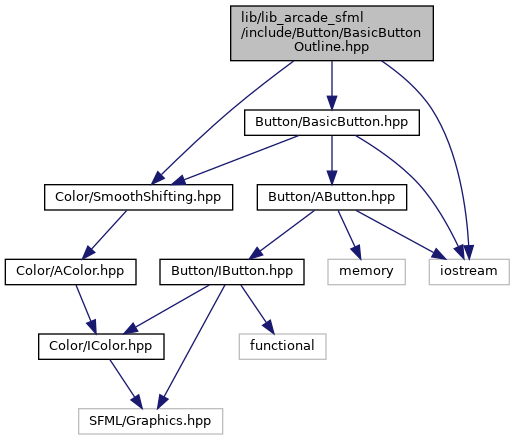 lib/lib_arcade_sfml
/include/Button/BasicButton
Outline.hpp
Button/BasicButton.hpp
Color/SmoothShifting.hpp
Button/AButton.hpp
Color/AColor.hpp
Button/IButton.hpp
memory
iostream
Color/IColor.hpp
functional
SFML/Graphics.hpp